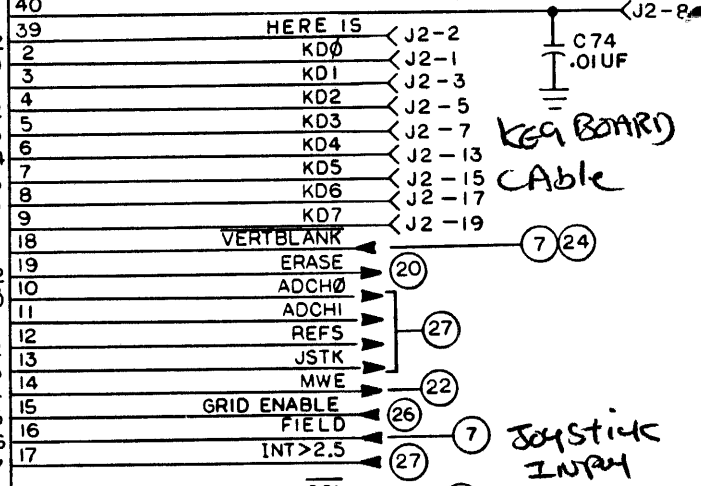 40 J2-8
39 HERE IS J2-2
2 KDØ J2-1
3 KD1 J2-3
4 KD2 J2-5
5 KD3 J2-7
6 KD4 J2-13
7 KD5 J2-15
8 KD6 J2-17
9 KD7 J2-19
C74
.01UF
KEG BOARD
CAble
18 VERTBLANK 7 24
19 ERASE 20
10 ADCHØ
11 ADCH1
12 REFS
13 JSTK
27
14 MWE 22
15 GRID ENABLE 26
16 FIELD 7
17 INT>2.5 27
Joystick
INPUt